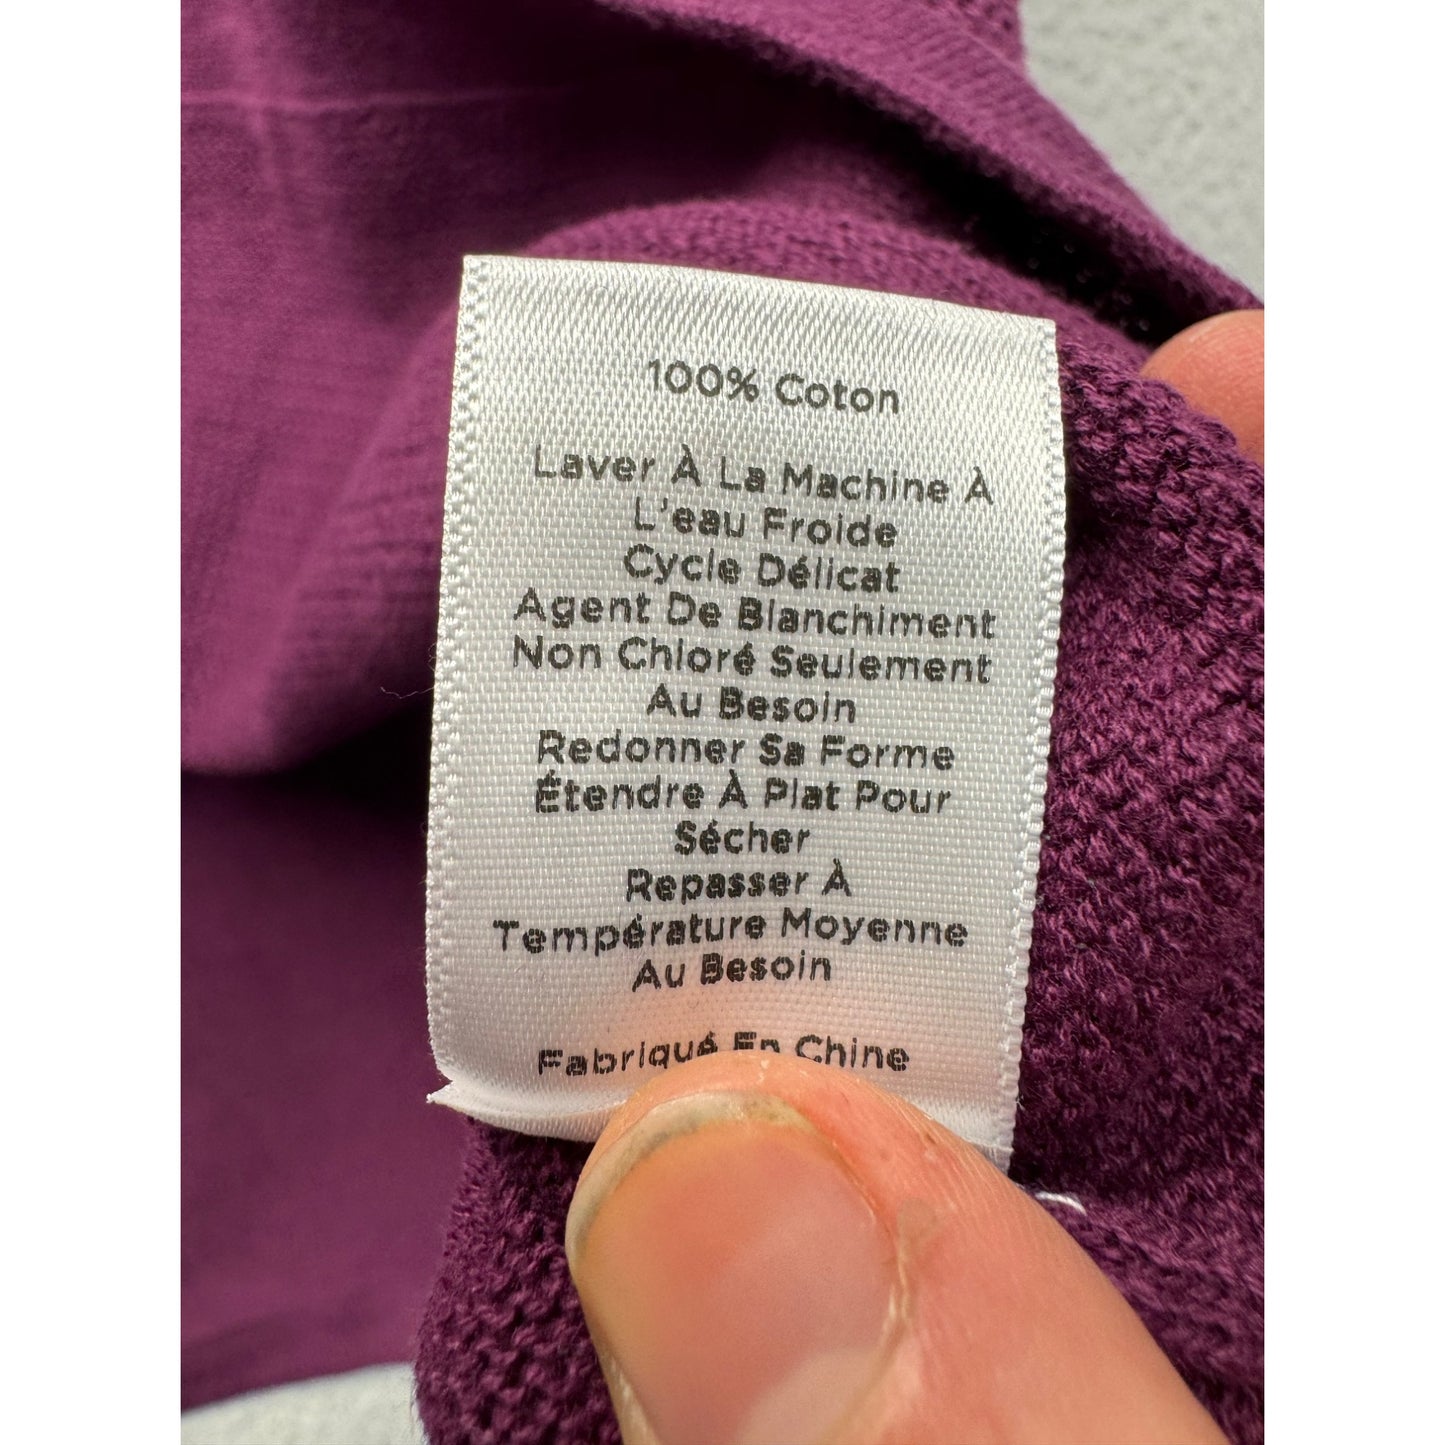 100% Coton
Laver À La Machine À
L'eau Froide
Cycle Délicat
Agent De Blanchiment
Non Chloré Seulement
Au Besoin
Redonner Sa Forme
Étendre À Plat Pour
Sécher
Repasser À
Température Moyenne
Au Besoin
Fabriqué En Chine